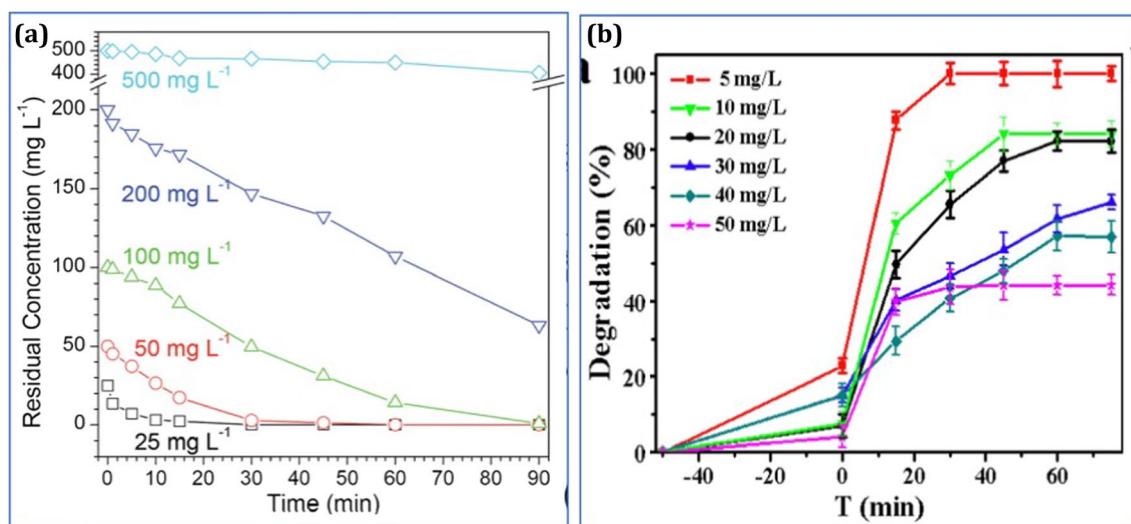 (a)
500
400
200
150
100
50
0
Residual Concentration (mg L⁻¹)
500 mg L⁻¹
200 mg L⁻¹
100 mg L⁻¹
50 mg L⁻¹
25 mg L⁻¹
0 10 20 30 40 50 60 70 80 90
Time (min)
(b)
100
80
60
40
20
0
Degradation (%)
5 mg/L
10 mg/L
20 mg/L
30 mg/L
40 mg/L
50 mg/L
-40 -20 0 20 40 60
T (min)